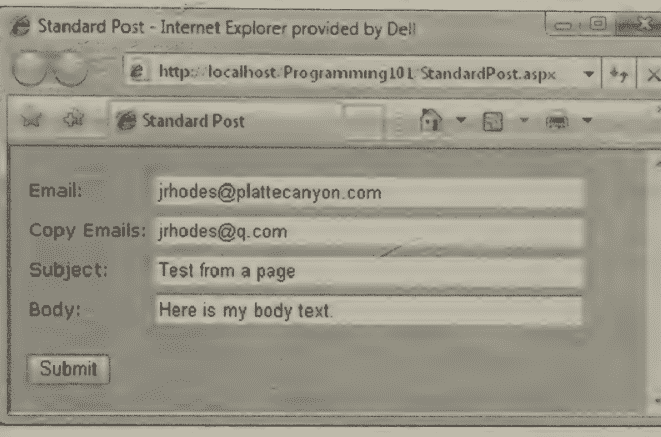 Standard Post - Internet Explorer provided by Dell
http://localhost/Programming101/StandardPost.aspx
Standard Post
Email: jrhodes@plattecanyon.com
Copy Emails: jrhodes@q.com
Subject: Test from a page
Body: Here is my body text.
Submit